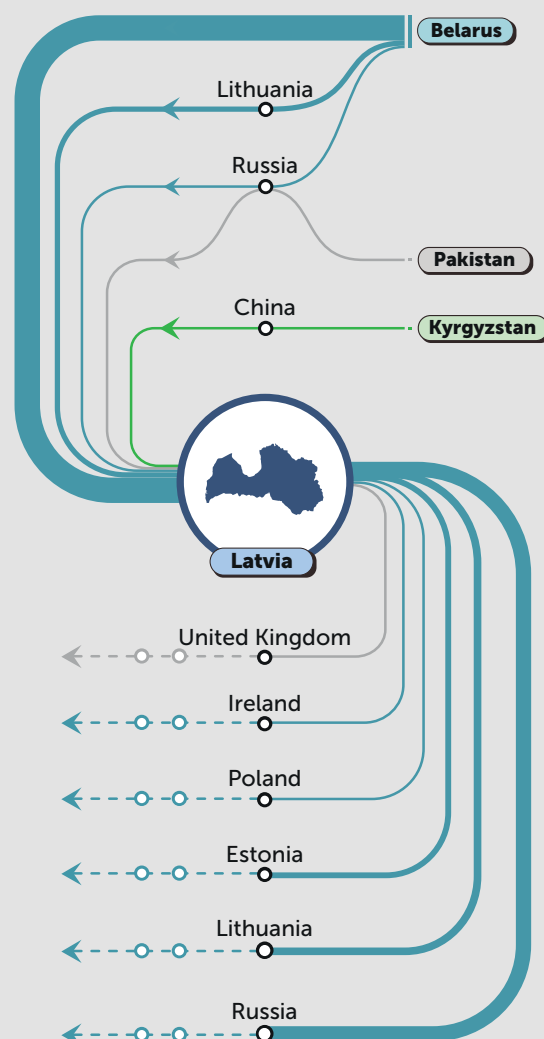 Belarus
Lithuania
Russia
Pakistan
China
Kyrgyzstan
Latvia
United Kingdom
Ireland
Poland
Estonia
Lithuania
Russia